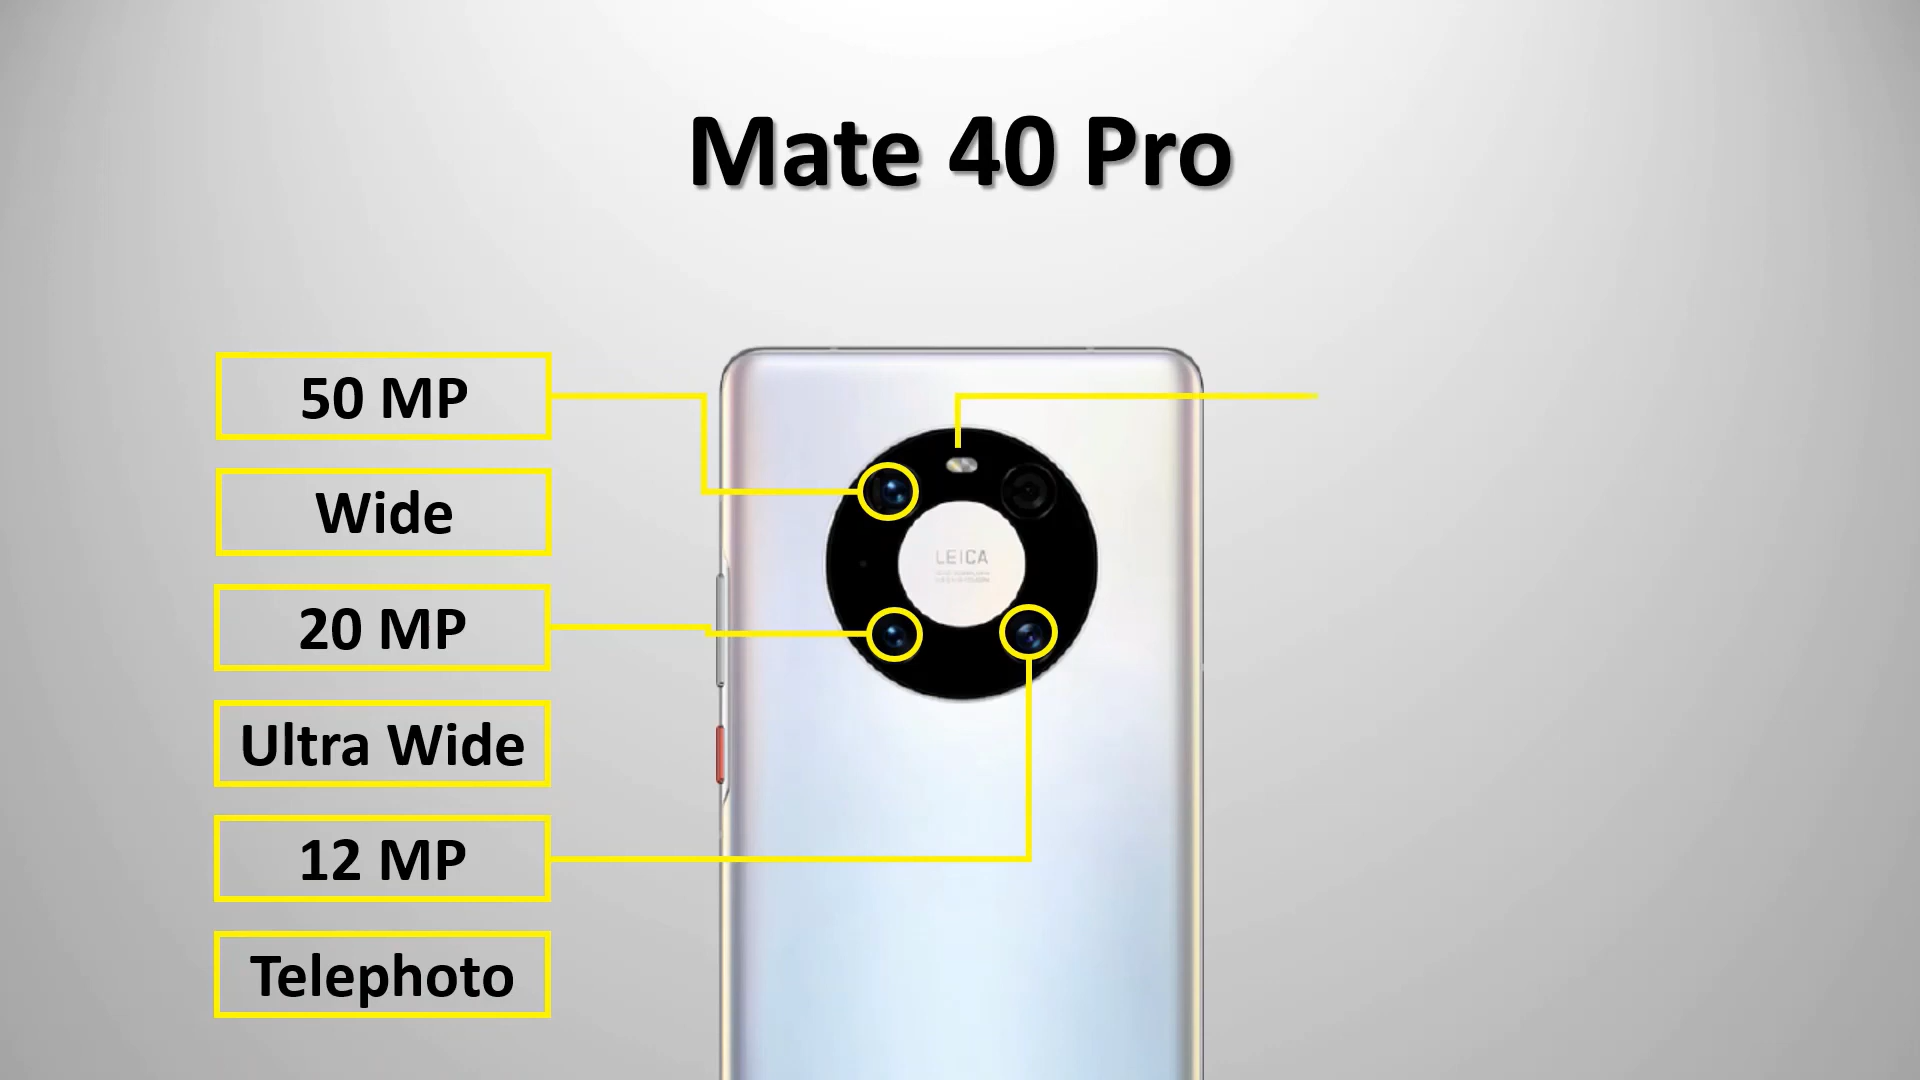 Mate 40 Pro
50 MP
Wide
20 MP
Ultra Wide
12 MP
Telephoto
LEICA